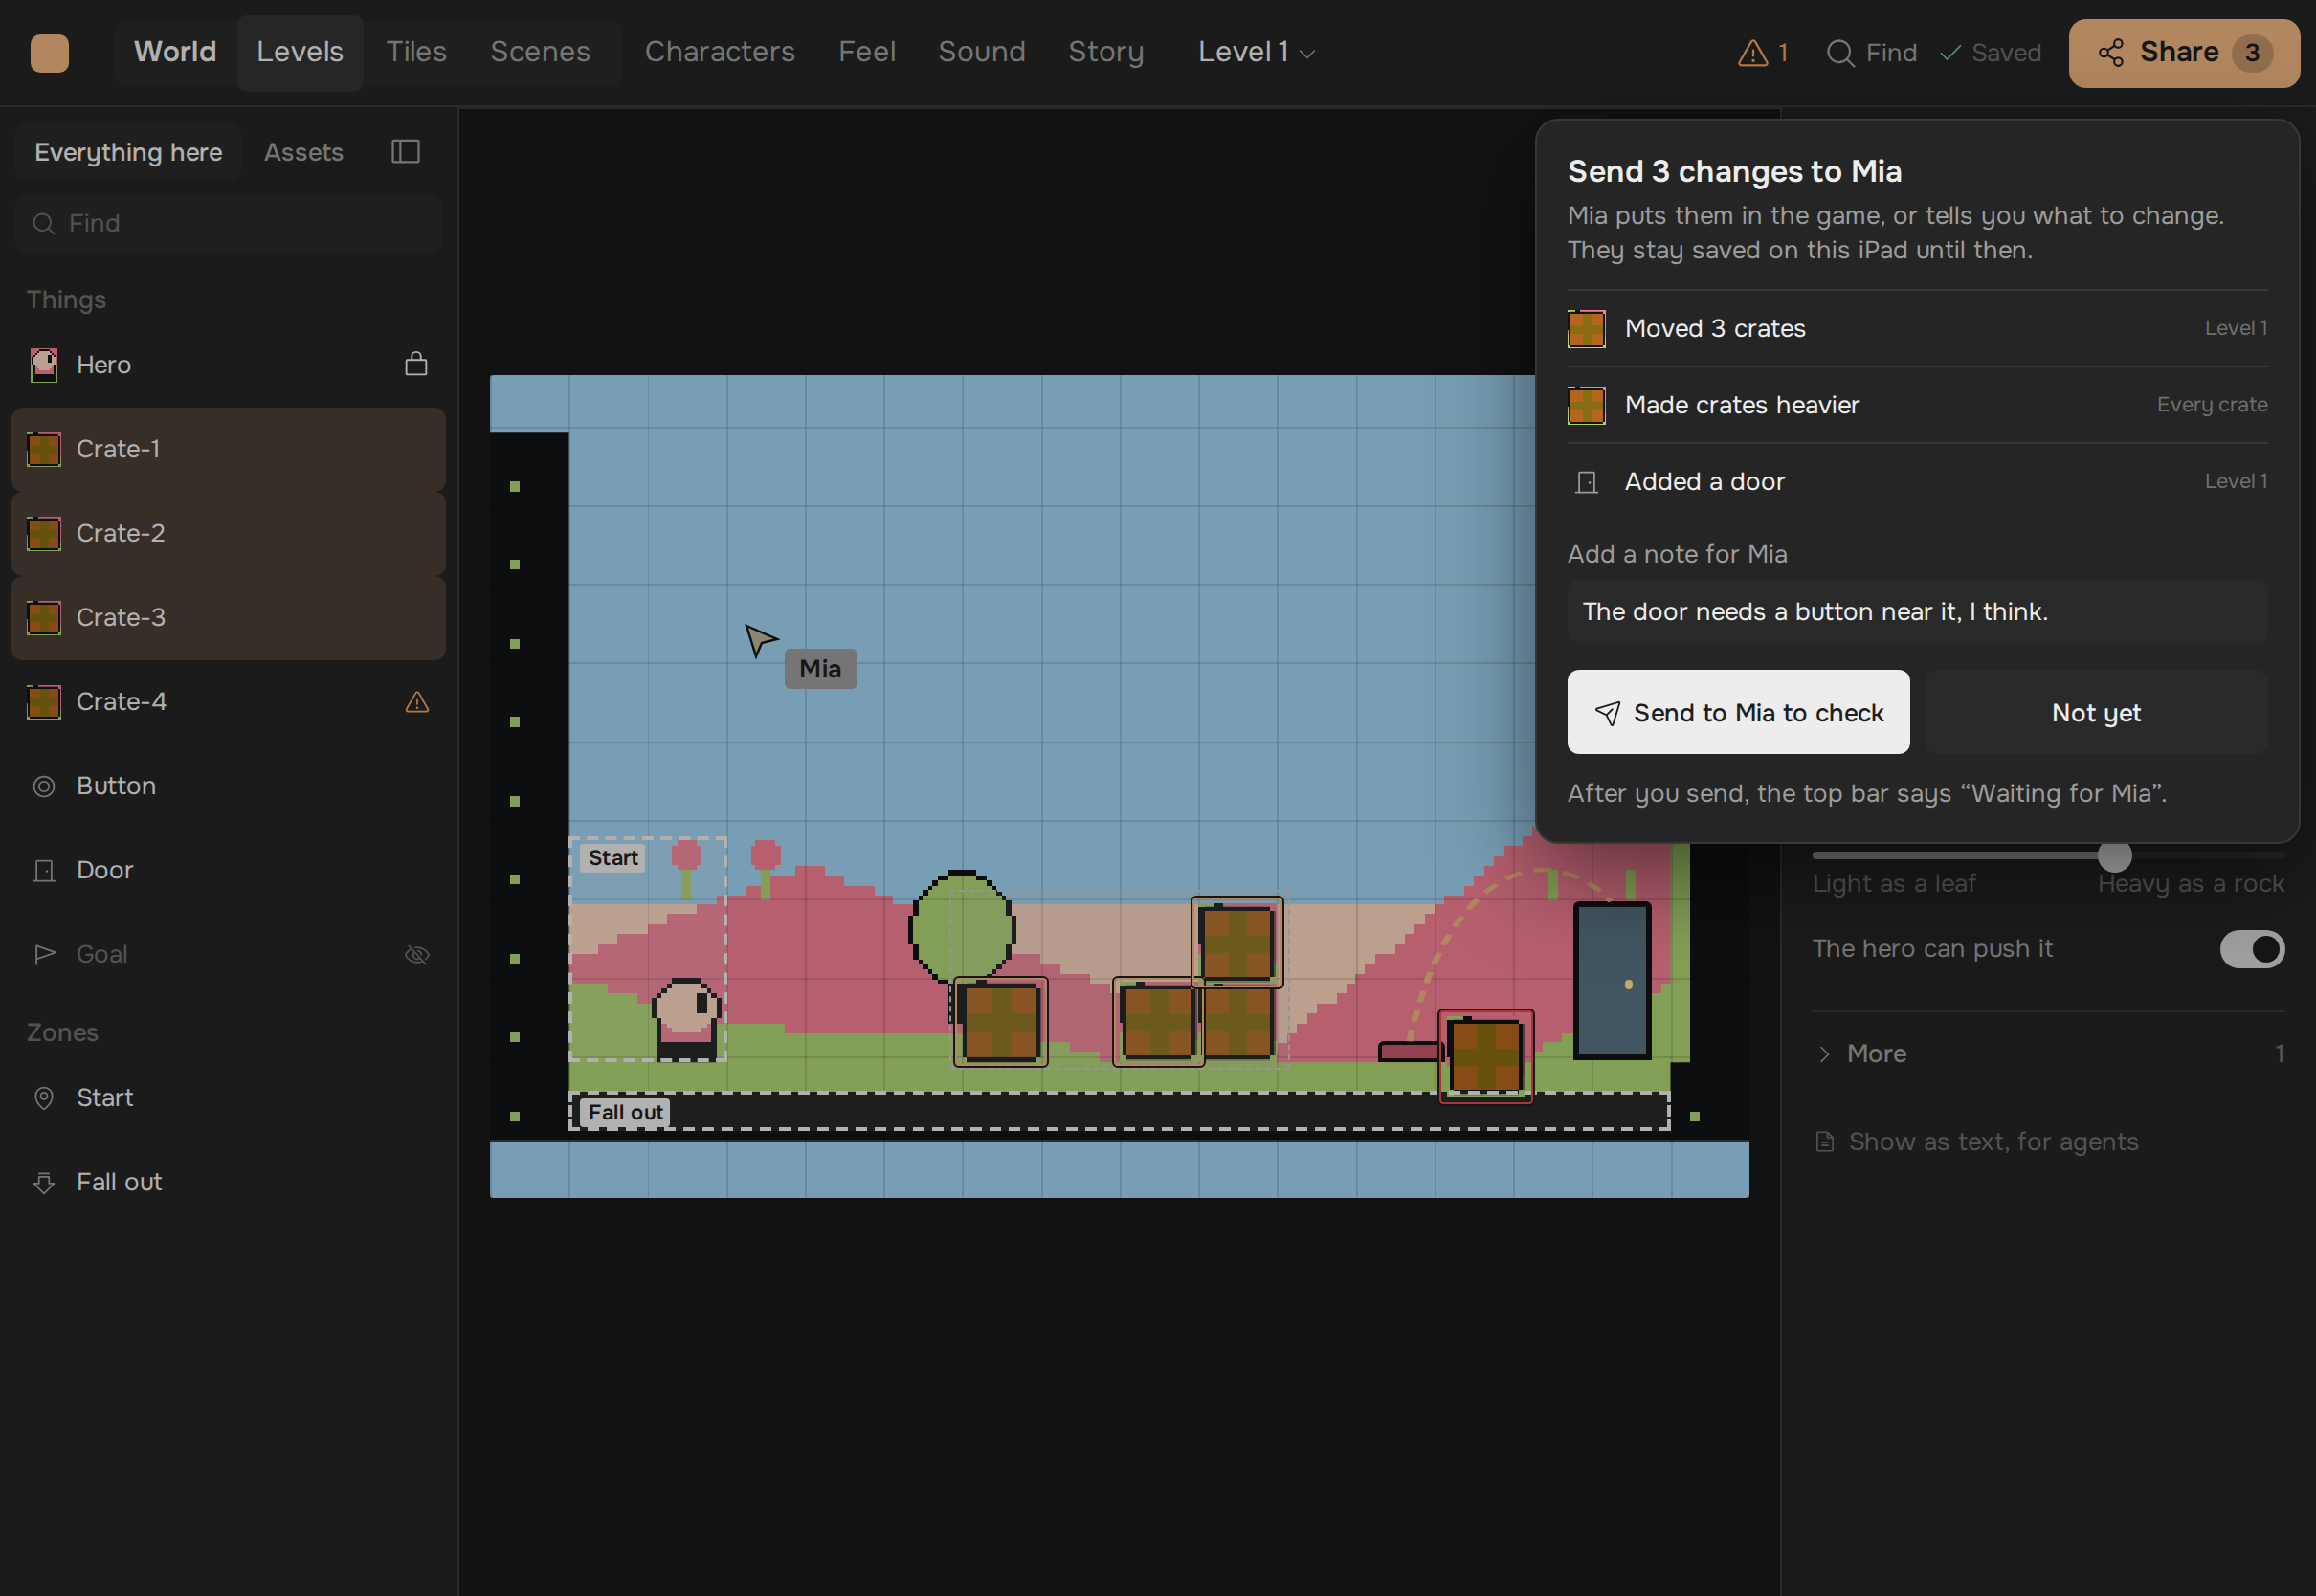 World Levels Tiles Scenes Characters Feel Sound Story Level 1
1 Find Saved Share 3
Everything here Assets
Find
Things
Hero
Crate-1
Crate-2
Crate-3
Crate-4
Button
Door
Goal
Zones
Start
Fall out
Mia
Start
Fall out
Send 3 changes to Mia
Mia puts them in the game, or tells you what to change.
They stay saved on this iPad until then.
Moved 3 crates Level 1
Made crates heavier Every crate
Added a door Level 1
Add a note for Mia
The door needs a button near it, I think.
Send to Mia to check Not yet
After you send, the top bar says “Waiting for Mia”.
Light as a leaf Heavy as a rock
The hero can push it
More 1
Show as text, for agents